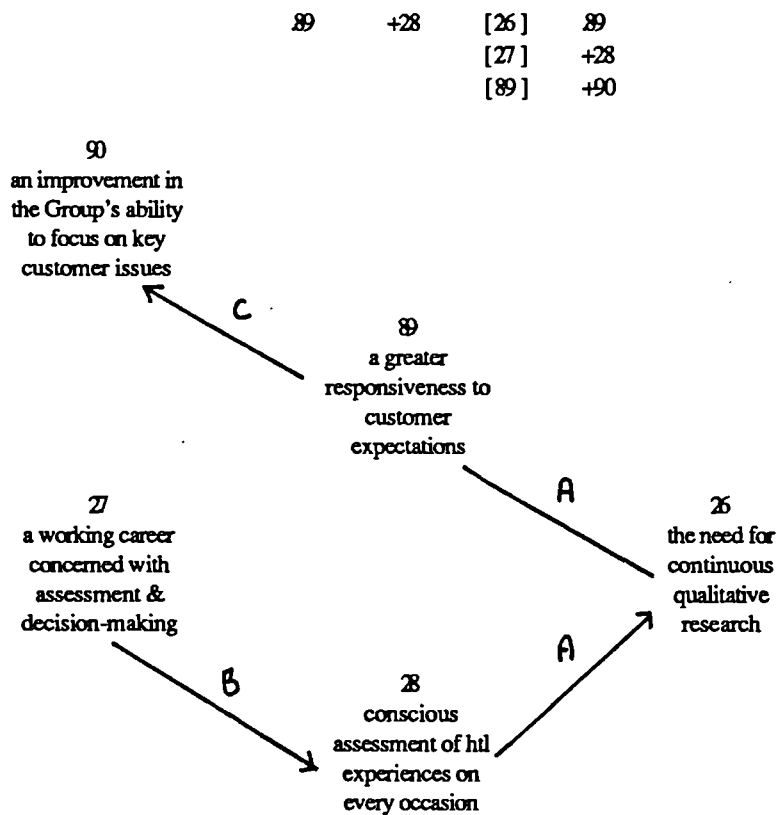 89 +28 [26] 89
[27] +28
[89] +90
90
an improvement in
the Group's ability
to focus on key
customer issues
C
89
a greater
responsiveness to
customer
expectations
A
27
a working career
concerned with
assessment &
decision-making
26
the need for
continuous
qualitative
research
B
A
28
conscious
assessment of htl
experiences on
every occasion